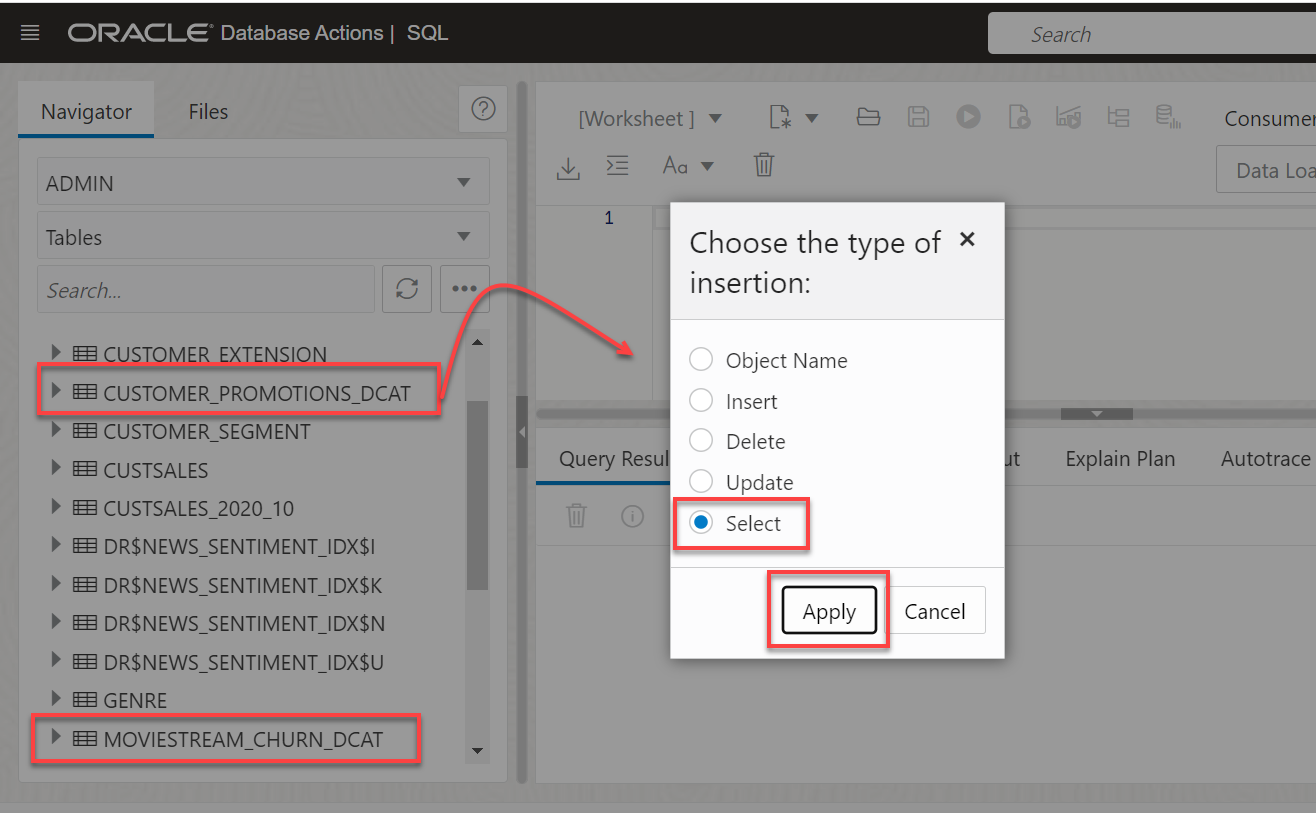 ORACLE Database Actions | SQL
Search
Navigator
Files
[Worksheet ]
Consumer
Aa
Data Loa
ADMIN
Tables
Search...
1
CUSTOMER_EXTENSION
CUSTOMER_PROMOTIONS_DCAT
CUSTOMER_SEGMENT
CUSTSALES
CUSTSALES_2020_10
DR$NEWS_SENTIMENT_IDX$I
DR$NEWS_SENTIMENT_IDX$K
DR$NEWS_SENTIMENT_IDX$N
DR$NEWS_SENTIMENT_IDX$U
GENRE
MOVIESTREAM_CHURN_DCAT
Choose the type of
insertion:
Object Name
Insert
Delete
Update
Select
Apply
Cancel
Query Resul
ut
Explain Plan
Autotrace